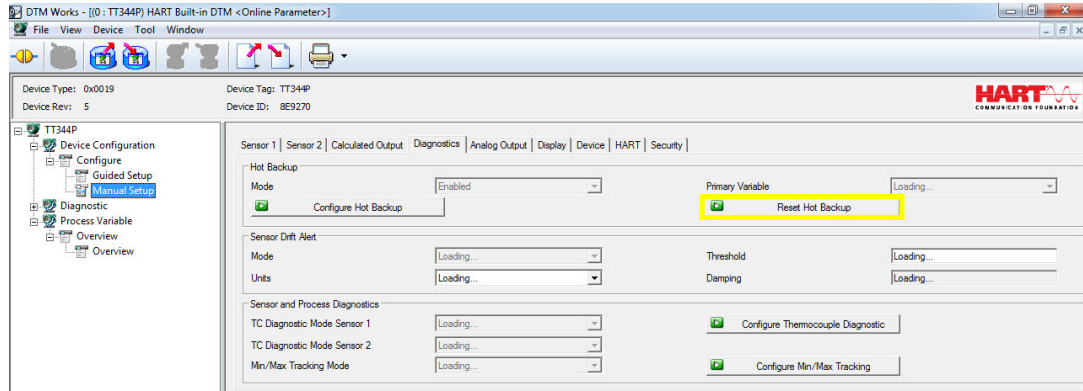 DTM Works - [(0 : TT344P) HART Built-in DTM <Online Parameter>]
File View Device Tool Window
Device Type: 0x0019 Device Tag: TT344P
Device Rev: 5 Device ID: 8E9270
HART
COMMUNICATION FOUNDATION
TT344P
Device Configuration
Configure
Guided Setup
Manual Setup
Diagnostic
Process Variable
Overview
Overview
Sensor 1 | Sensor 2 | Calculated Output | Diagnostics | Analog Output | Display | Device | HART | Security |
Hot Backup
Mode Enabled Primary Variable Loading...
Configure Hot Backup Reset Hot Backup
Sensor Drift Alert
Mode Loading... Threshold Loading...
Units Loading... Damping Loading...
Sensor and Process Diagnostics
TC Diagnostic Mode Sensor 1 Loading... Configure Thermocouple Diagnostic
TC Diagnostic Mode Sensor 2 Loading...
Min/Max Tracking Mode Loading... Configure Min/Max Tracking